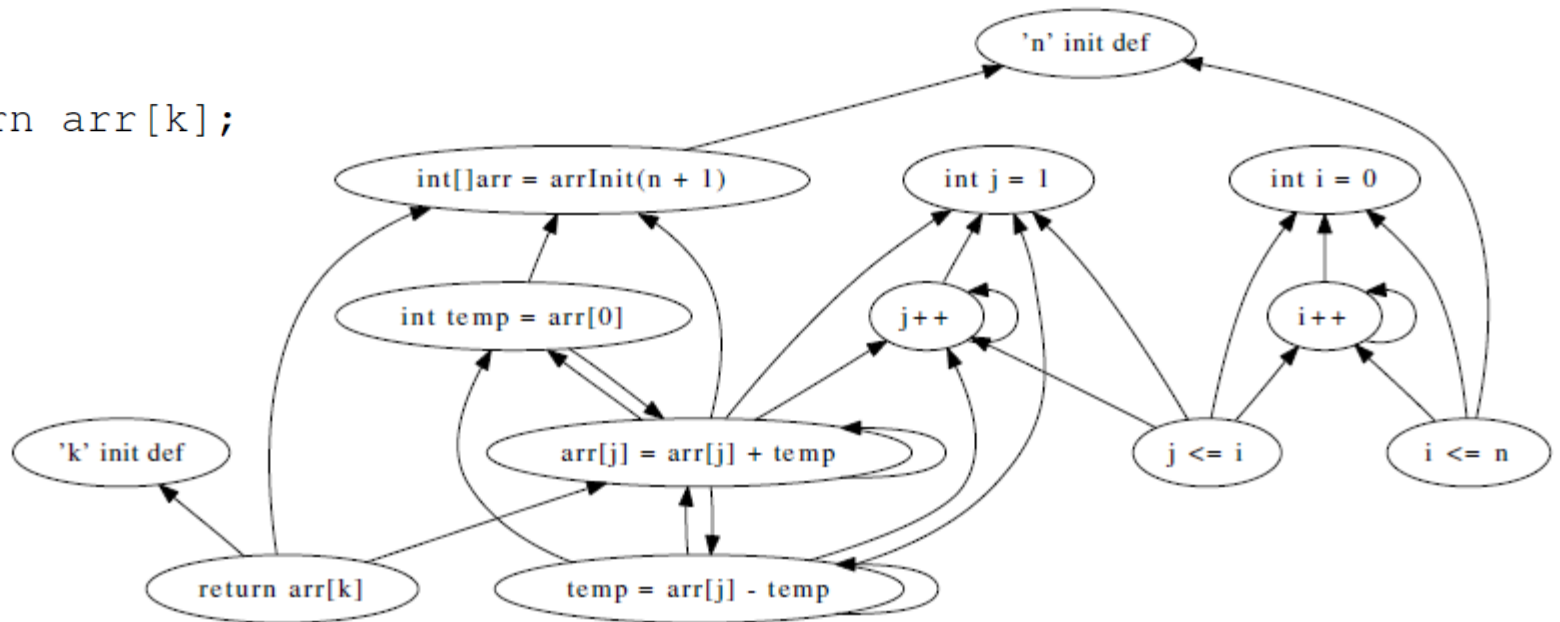 'n' init def
rn arr[k];
int[]arr = arrInit(n + 1)
int j = 1
int i = 0
int temp = arr[0]
j++
i++
'k' init def
arr[j] = arr[j] + temp
j <= i
i <= n
return arr[k]
temp = arr[j] - temp